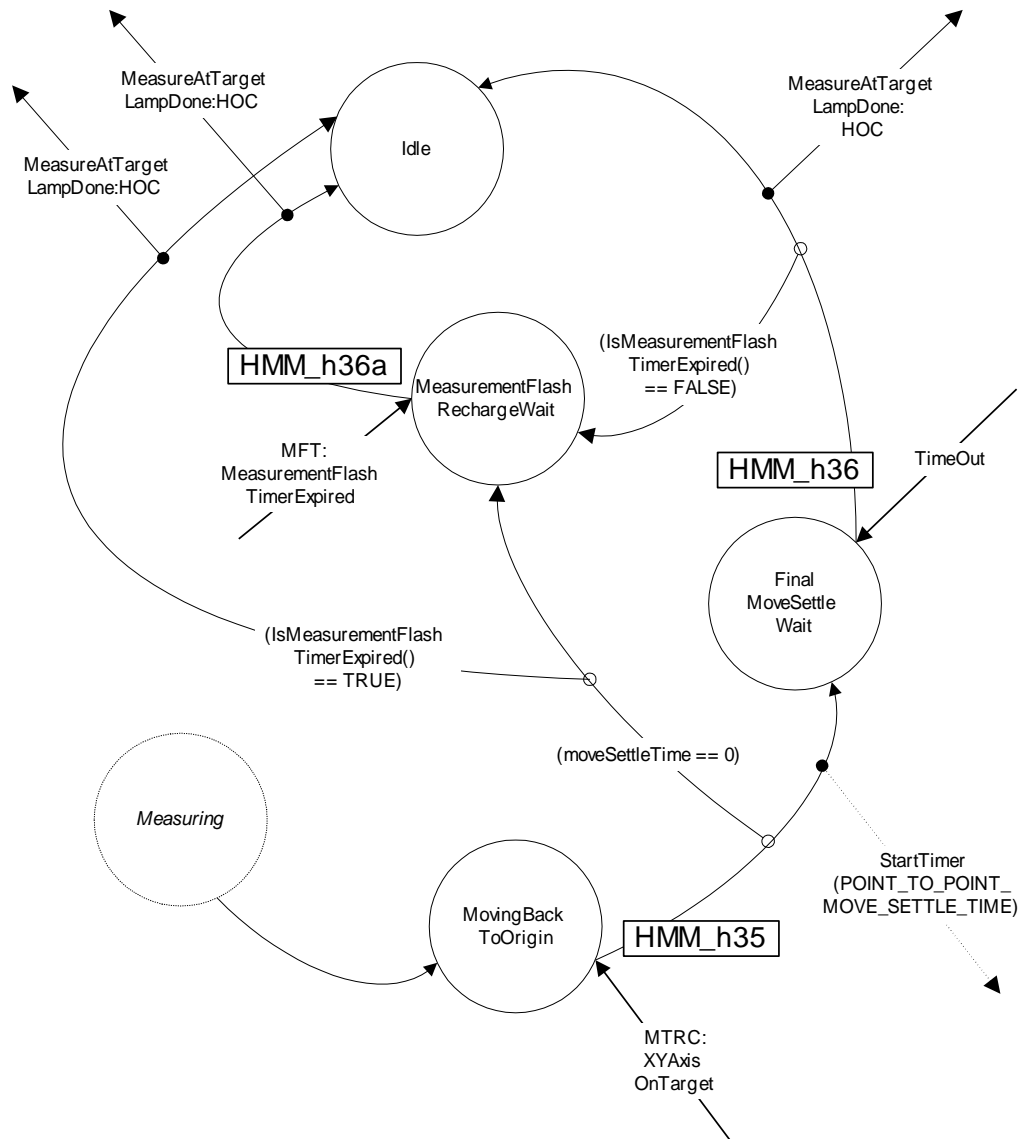 MeasureAtTarget
LampDone:HOC
MeasureAtTarget
LampDone:
HOC
MeasureAtTarget
LampDone:HOC
Idle
(IsMeasurementFlash
TimerExpired()
== FALSE)
HMM_h36a
MeasurementFlash
RechargeWait
MFT:
MeasurementFlash
TimerExpired
HMM_h36
TimeOut
Final
MoveSettle
Wait
(IsMeasurementFlash
TimerExpired()
== TRUE)
(moveSettleTime == 0)
Measuring
StartTimer
(POINT_TO_POINT_
MOVE_SETTLE_TIME)
MovingBack
ToOrigin
HMM_h35
MTRC:
XYAxis
OnTarget